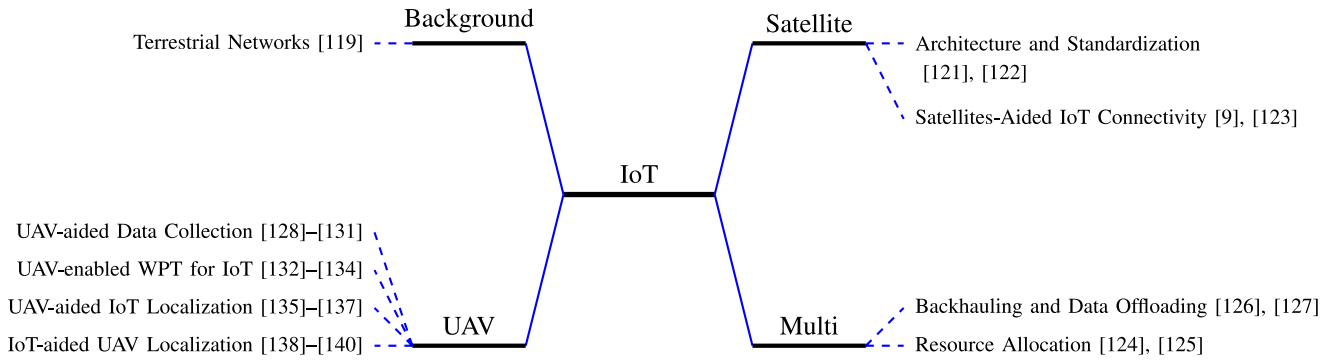 Background
Terrestrial Networks [119]
Satellite
Architecture and Standardization
[121], [122]
Satellites-Aided IoT Connectivity [9], [123]
IoT
UAV-aided Data Collection [128]–[131]
UAV-enabled WPT for IoT [132]–[134]
UAV-aided IoT Localization [135]–[137]
IoT-aided UAV Localization [138]–[140]
UAV
Multi
Backhauling and Data Offloading [126], [127]
Resource Allocation [124], [125]